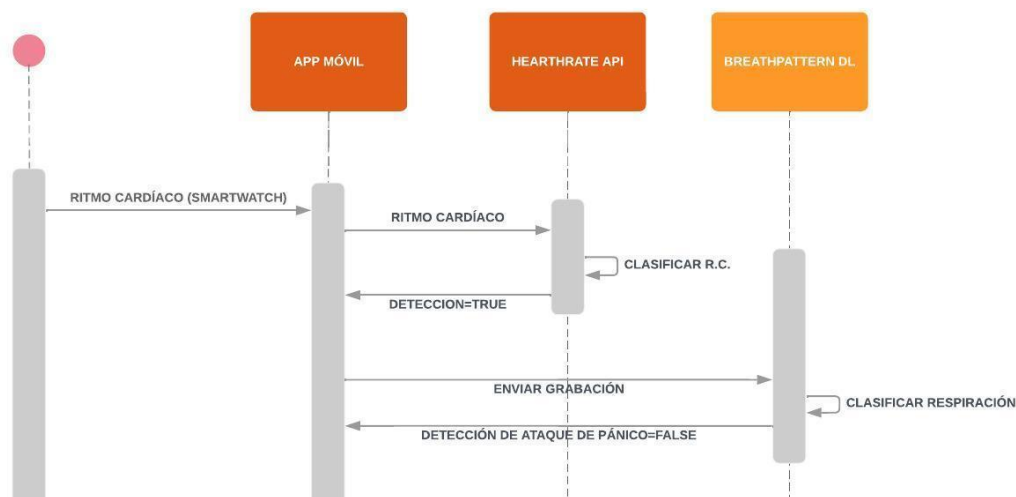 APP MÓVIL
HEARTHRATE API
BREATHPATTERN DL
RITMO CARDÍACO (SMARTWATCH)
RITMO CARDÍACO
CLASIFICAR R.C.
DETECCION=TRUE
ENVIAR GRABACIÓN
CLASIFICAR RESPIRACIÓN
DETECCIÓN DE ATAQUE DE PÁNICO=FALSE